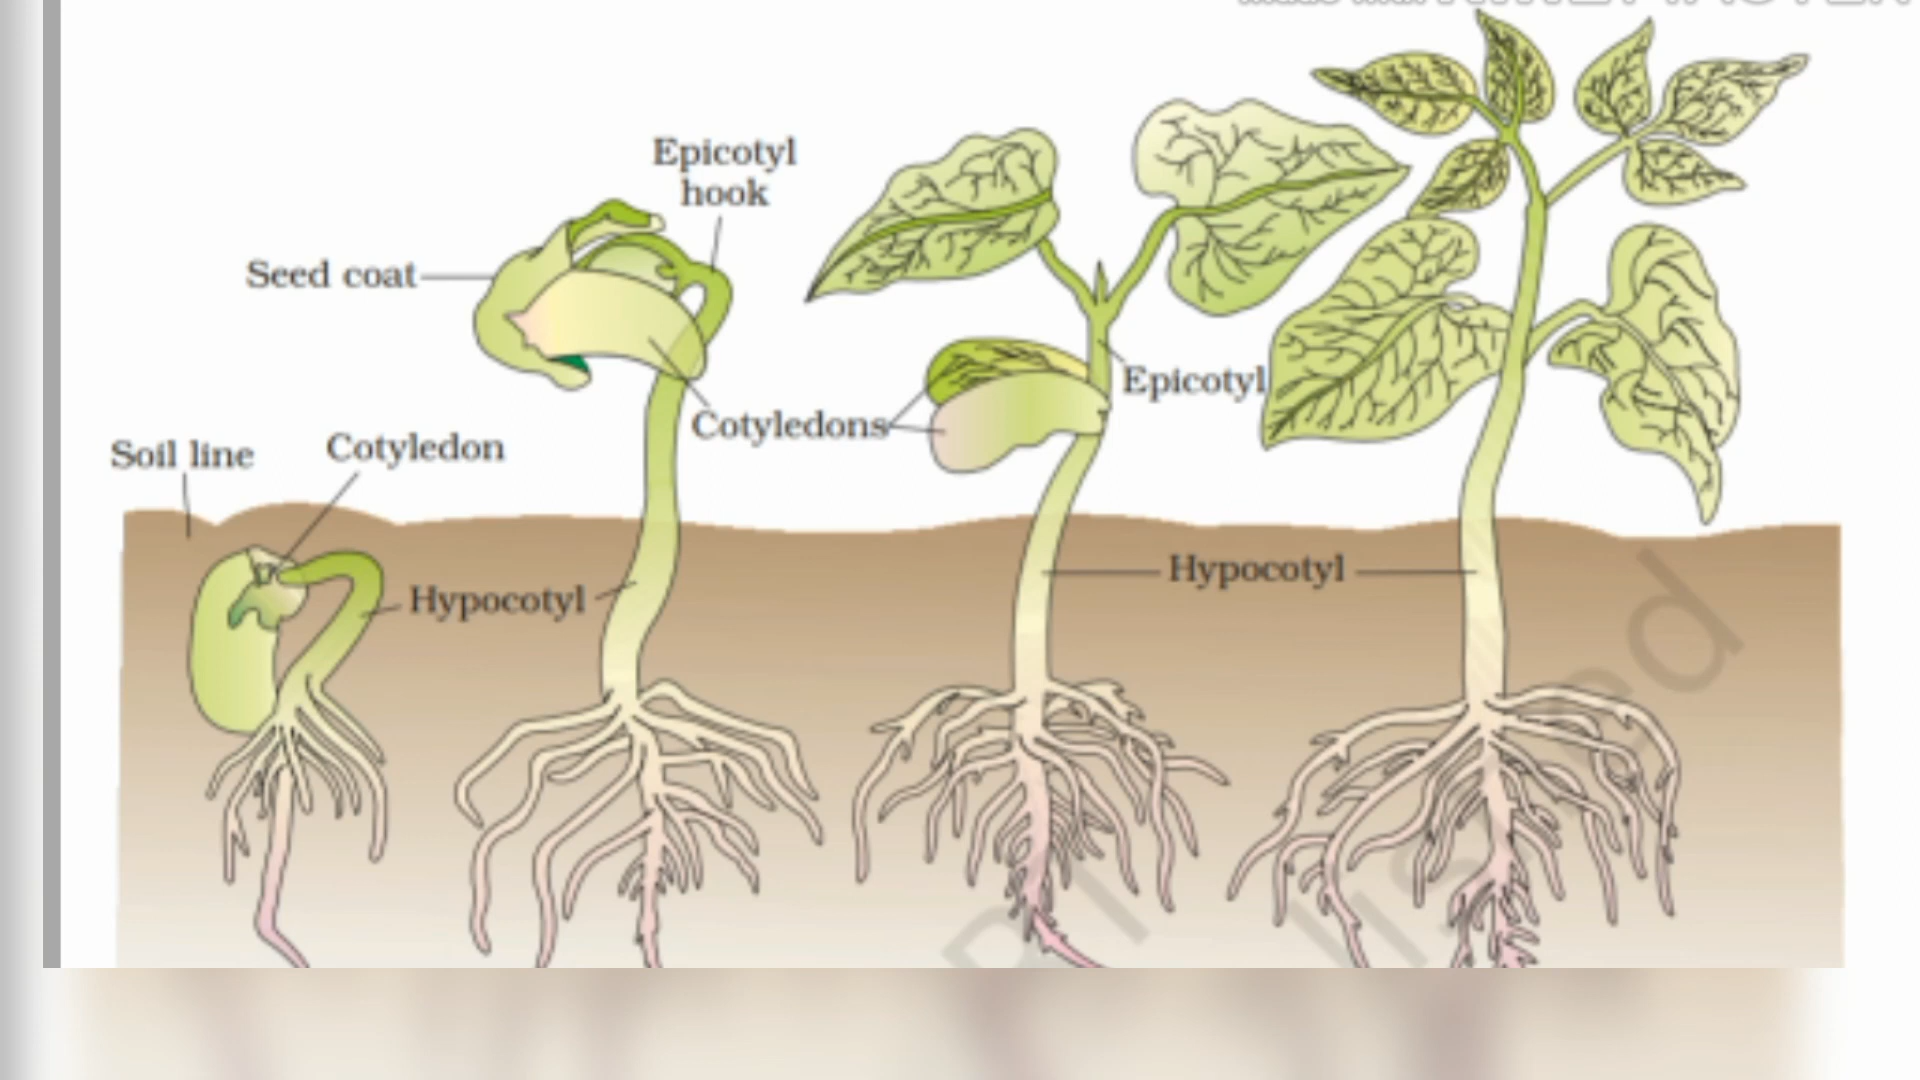 Epicotyl
hook
Seed coat
Epicotyl
Cotyledons
Soil line
Cotyledon
Hypocotyl
Hypocotyl